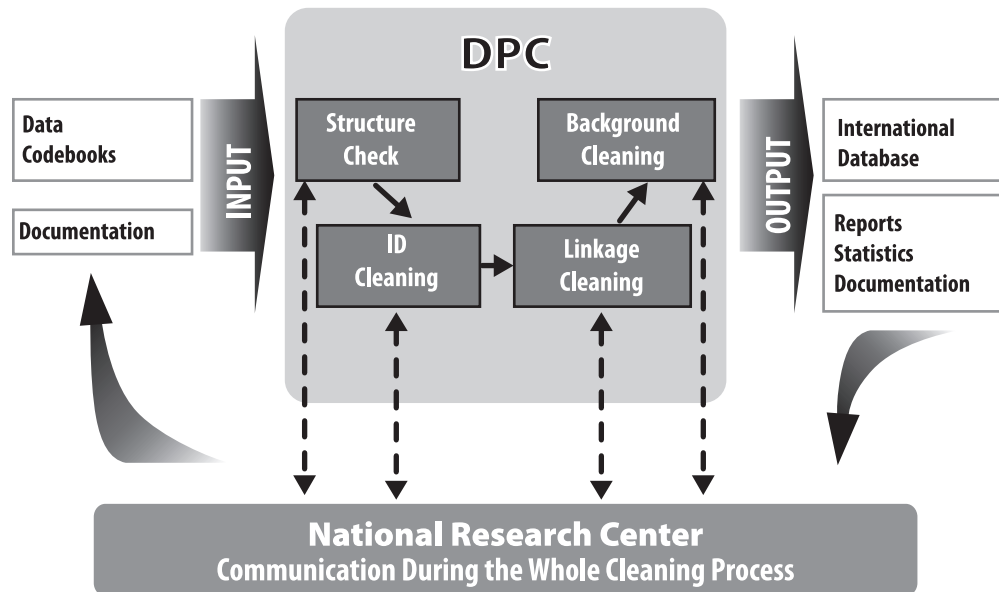 DPC
Data
Codebooks
Documentation
INPUT
Structure
Check
ID
Cleaning
Linkage
Cleaning
Background
Cleaning
OUTPUT
International
Database
Reports
Statistics
Documentation
National Research Center
Communication During the Whole Cleaning Process